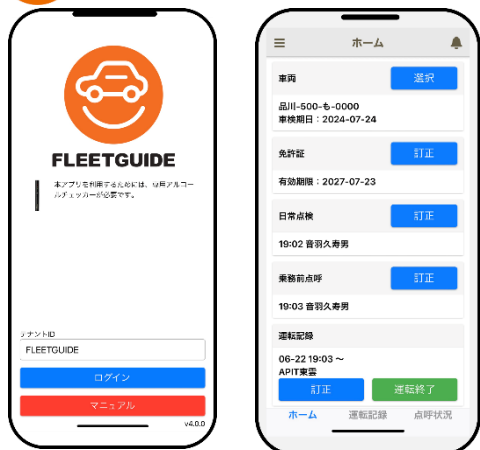 FLEETGUIDE
本アプリを利用するためには、専用アルコー
ルチェッカーが必要です。
テナントID
FLEETGUIDE
ログイン
マニュアル
v4.0.0
ホーム
車両
選択
品川-500-も-0000
車検期日：2024-07-24
免許証
訂正
有効期限：2027-07-23
日常点検
訂正
19:02 音羽久寿男
乗務前点呼
訂正
19:03 音羽久寿男
運転記録
06-22 19:03 ～
APIT東雲
訂正
運転終了
ホーム
運転記録
点呼状況